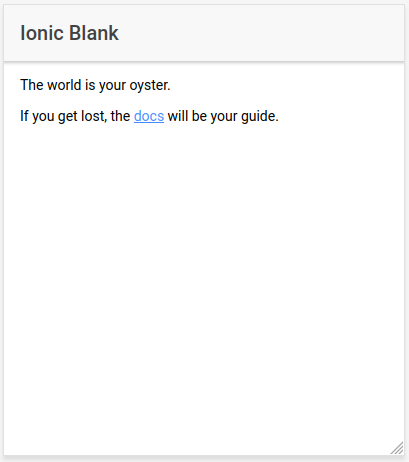 Ionic Blank
The world is your oyster.
If you get lost, the docs will be your guide.